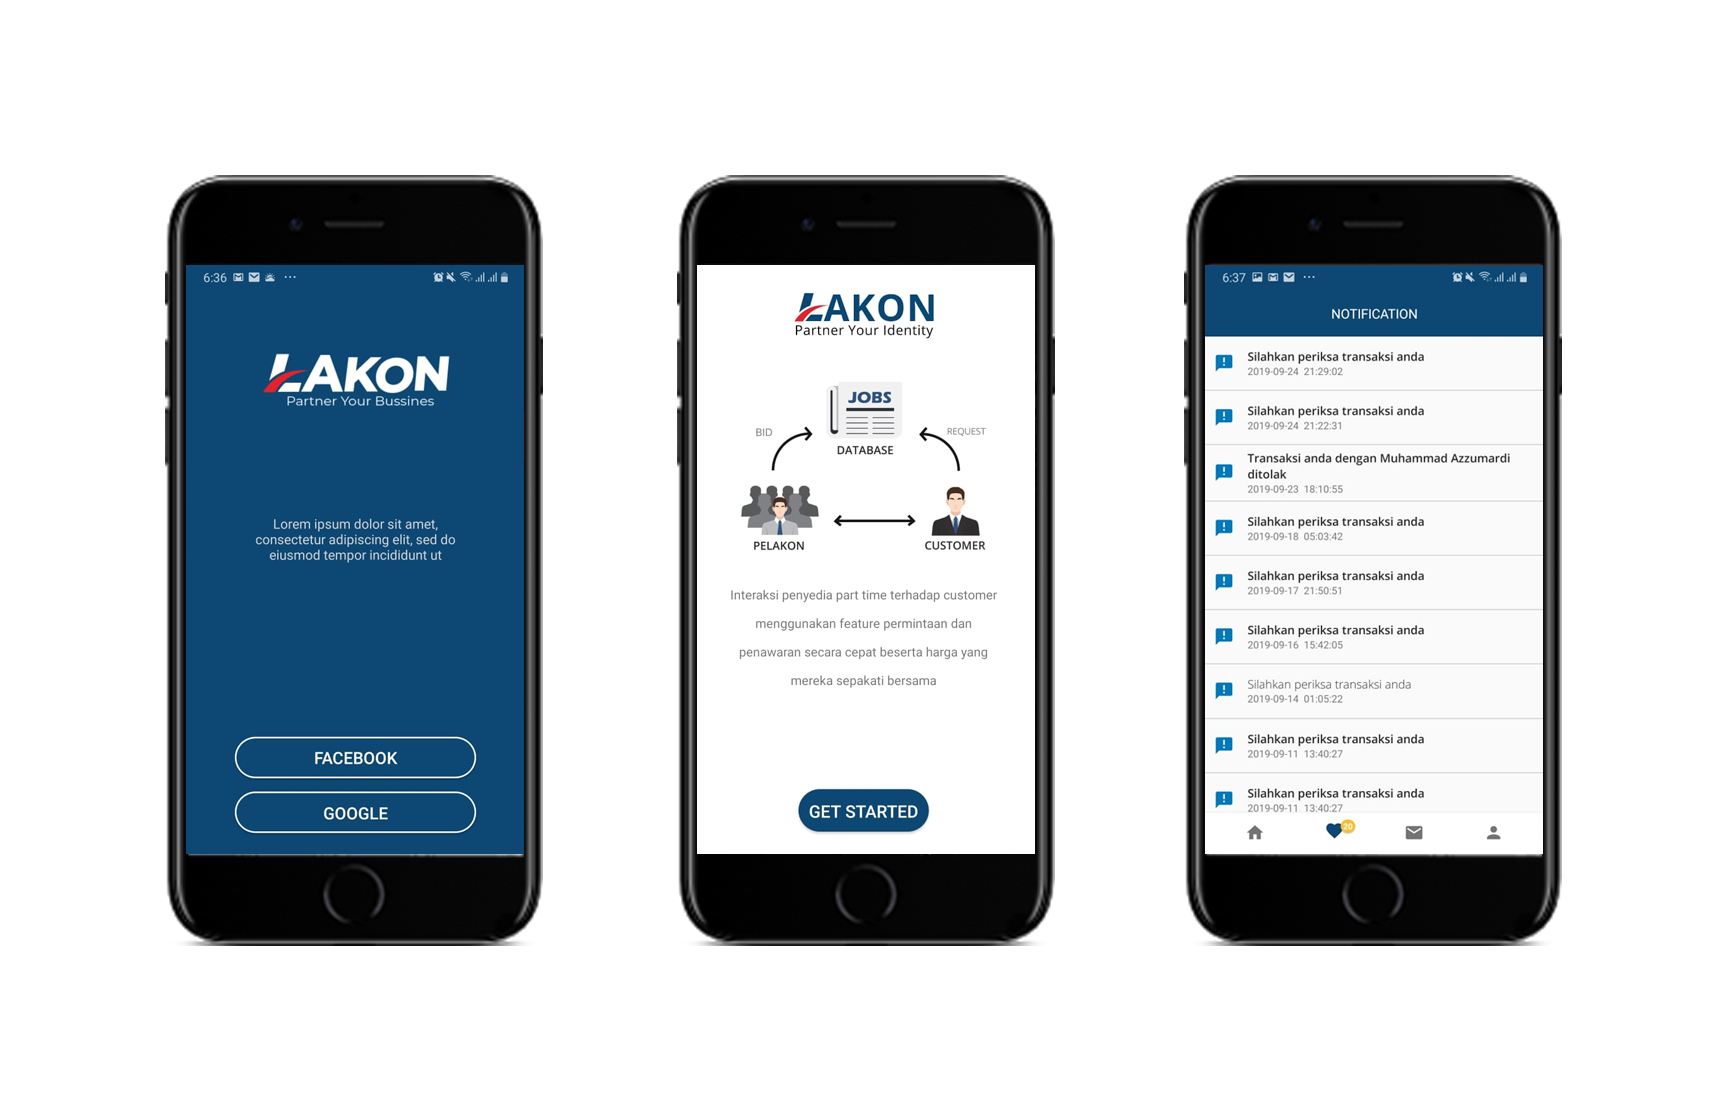 6:36
LAKON
Partner Your Bussines
Lorem ipsum dolor sit amet,
consectetur adipiscing elit, sed do
eiusmod tempor incididunt ut
FACEBOOK
GOOGLE
LAKON
Partner Your Identity
JOBS
BID
REQUEST
DATABASE
PELAKON
CUSTOMER
Interaksi penyedia part time terhadap customer
menggunakan feature permintaan dan
penawaran secara cepat beserta harga yang
mereka sepakati bersama
GET STARTED
6:37
NOTIFICATION
Silahkan periksa transaksi anda
2019-09-24 21:29:02
Silahkan periksa transaksi anda
2019-09-24 21:22:31
Transaksi anda dengan Muhammad Azzumardi
ditolak
2019-09-23 18:10:55
Silahkan periksa transaksi anda
2019-09-18 05:03:42
Silahkan periksa transaksi anda
2019-09-17 21:50:51
Silahkan periksa transaksi anda
2019-09-16 15:42:05
Silahkan periksa transaksi anda
2019-09-14 01:05:22
Silahkan periksa transaksi anda
2019-09-11 13:40:27
Silahkan periksa transaksi anda
2019-09-11 13:40:27
20